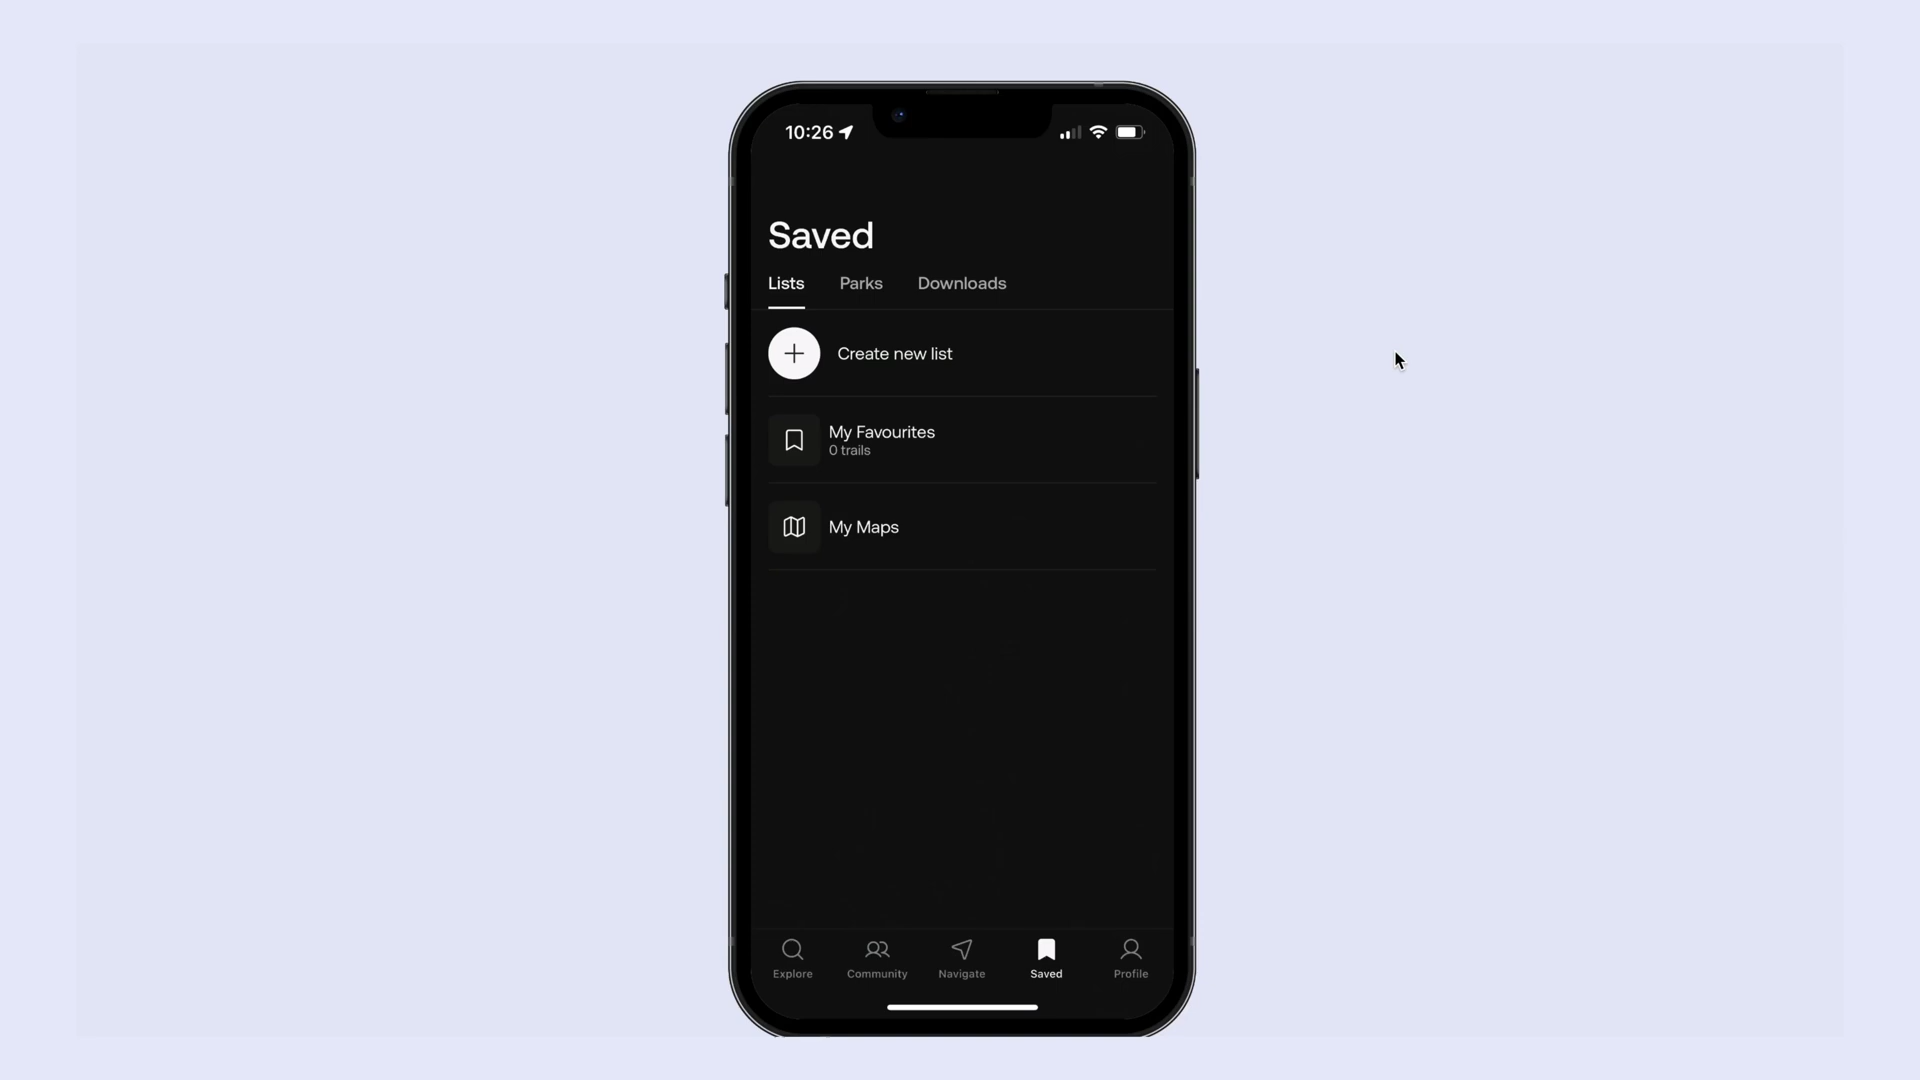 10:26
Saved
Lists Parks Downloads
Create new list
My Favourites
0 trails
My Maps
Explore Community Navigate Saved Profile